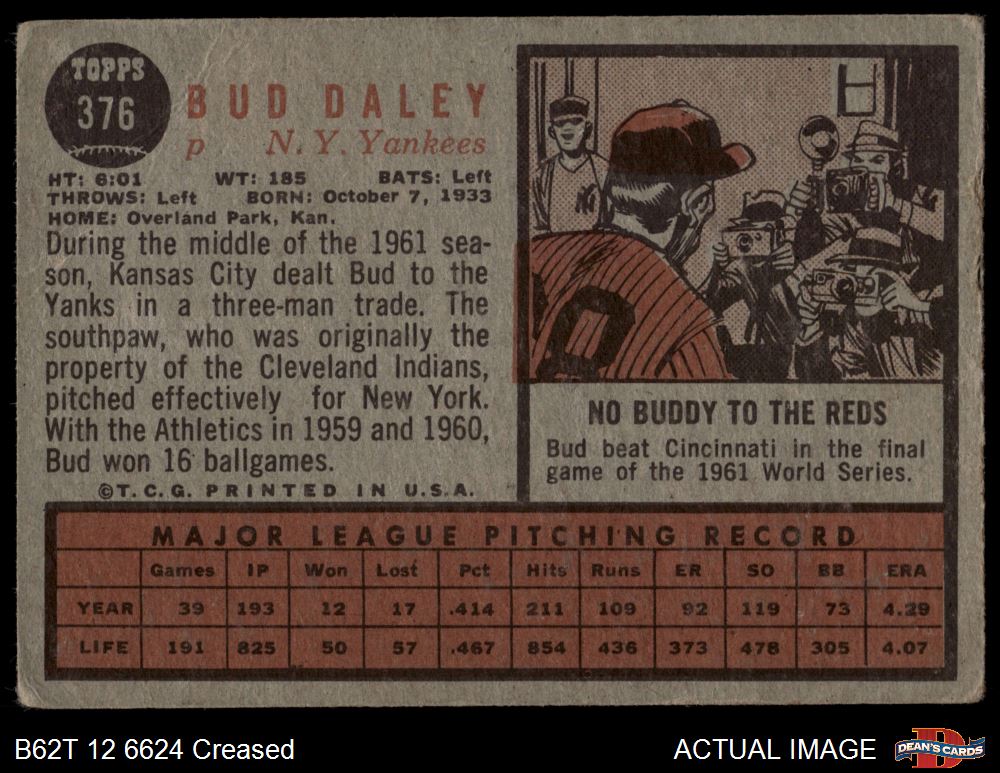 TOPPS
376
BUD DALEY
p N. Y. Yankees
HT: 6:01 WT: 185 BATS: Left
THROWS: Left BORN: October 7, 1933
HOME: Overland Park, Kan.
During the middle of the 1961 sea-
son, Kansas City dealt Bud to the
Yanks in a three-man trade. The
southpaw, who was originally the
property of the Cleveland Indians,
pitched effectively for New York.
With the Athletics in 1959 and 1960,
Bud won 16 ballgames.
©T.C.G. PRINTED IN U.S.A.
NY
0
NO BUDDY TO THE REDS
Bud beat Cincinnati in the final
game of the 1961 World Series.
MAJOR LEAGUE PITCHING RECORD
Games IP Won Lost Pct Hits Runs ER SO BB ERA
YEAR 39 193 12 17 .414 211 109 92 119 73 4.29
LIFE 191 825 50 57 .467 854 436 373 478 305 4.07
B62T 12 6624 Creased ACTUAL IMAGE
D
DEAN'S CARDS